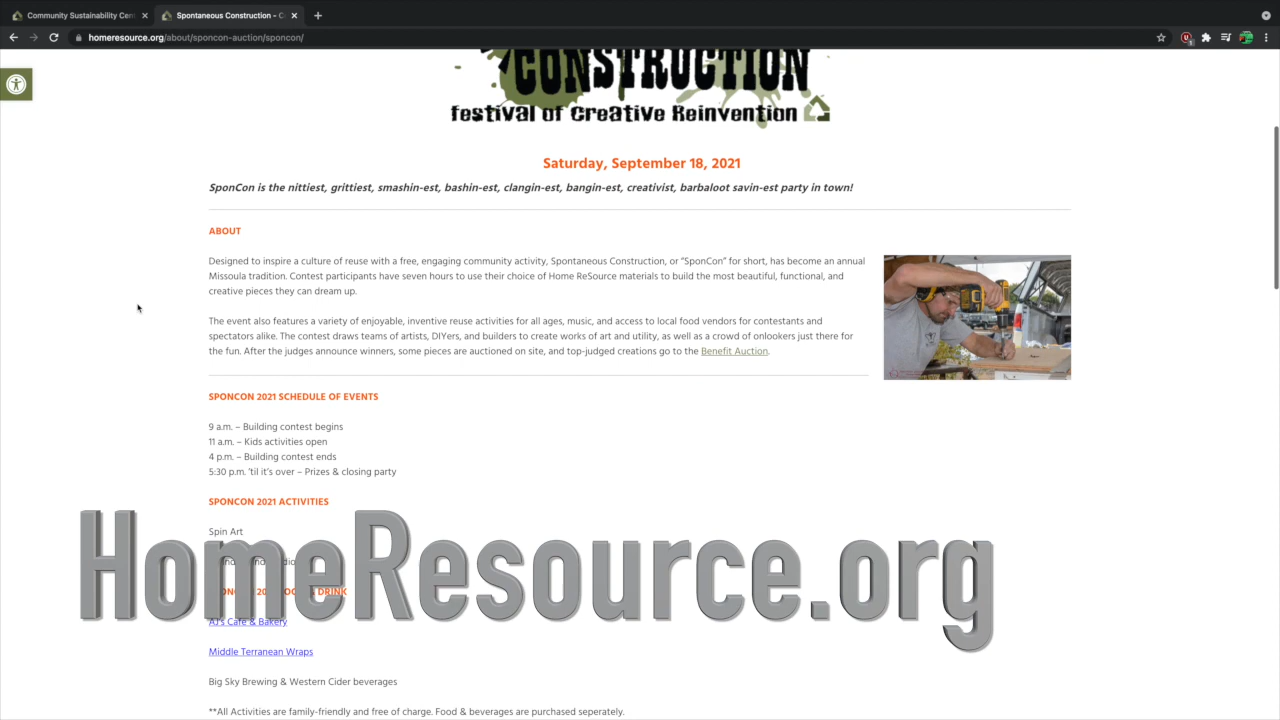 Community Sustainability Cen
Spontaneous Construction – C
homeresource.org/about/sponcon-auction/sponcon/
CONSTRUCTION
festival of Creative Reinvention
Saturday, September 18, 2021
SponCon is the nittiest, grittiest, smashin-est, bashin-est, clangin-est, bangin-est, creativist, barbaloot savin-est party in town!
ABOUT
Designed to inspire a culture of reuse with a free, engaging community activity, Spontaneous Construction, or “SponCon” for short, has become an annual
Missoula tradition. Contest participants have seven hours to use their choice of Home ReSource materials to build the most beautiful, functional, and
creative pieces they can dream up.
The event also features a variety of enjoyable, inventive reuse activities for all ages, music, and access to local food vendors for contestants and
spectators alike. The contest draws teams of artists, DIYers, and builders to create works of art and utility, as well as a crowd of onlookers just there for
the fun. After the judges announce winners, some pieces are auctioned on site, and top-judged creations go to the Benefit Auction.
SPONCON 2021 SCHEDULE OF EVENTS
9 a.m. – Building contest begins
11 a.m. – Kids activities open
4 p.m. – Building contest ends
5:30 p.m. ’til it’s over – Prizes & closing party
SPONCON 2021 ACTIVITIES
Spin Art
HomeResource.org
DRINK
AJ's Cafe & Bakery
Middle Terranean Wraps
Big Sky Brewing & Western Cider beverages
**All Activities are family-friendly and free of charge. Food & beverages are purchased seperately.